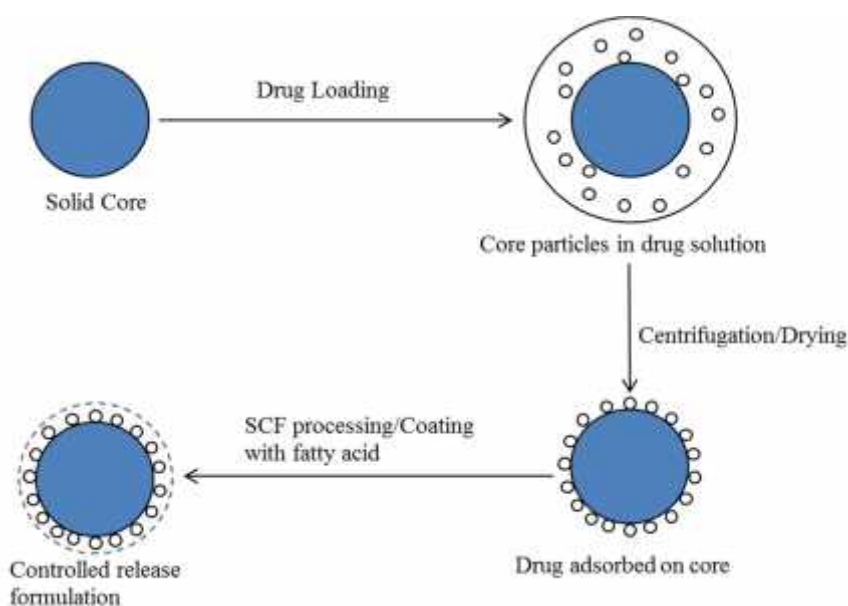 Drug Loading
Solid Core
Core particles in drug solution
Centrifugation/Drying
SCF processing/Coating
with fatty acid
Drug adsorbed on core
Controlled release
formulation